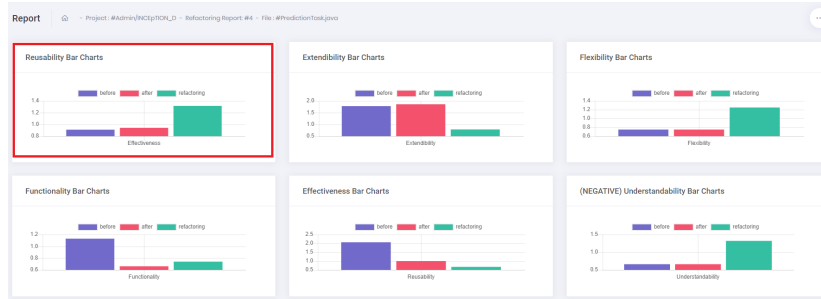 Report - Project : #Admin/INCEpTION_D - Refactoring Report #4 - File : #PredictionTask.java
Reusability Bar Charts
before after refactoring
1.4
1.2
1.0
0.8
Effectiveness
Extendibility Bar Charts
before after refactoring
2.0
1.5
1.0
0.5
Extendibility
Flexibility Bar Charts
before after refactoring
1.4
1.2
1.0
0.8
0.6
Flexibility
Functionality Bar Charts
before after refactoring
1.2
1.0
0.8
0.6
Functionality
Effectiveness Bar Charts
before after refactoring
2.5
2.0
1.5
1.0
0.5
Reusability
(NEGATIVE) Understandability Bar Charts
before after refactoring
1.5
1.0
0.5
Understandability